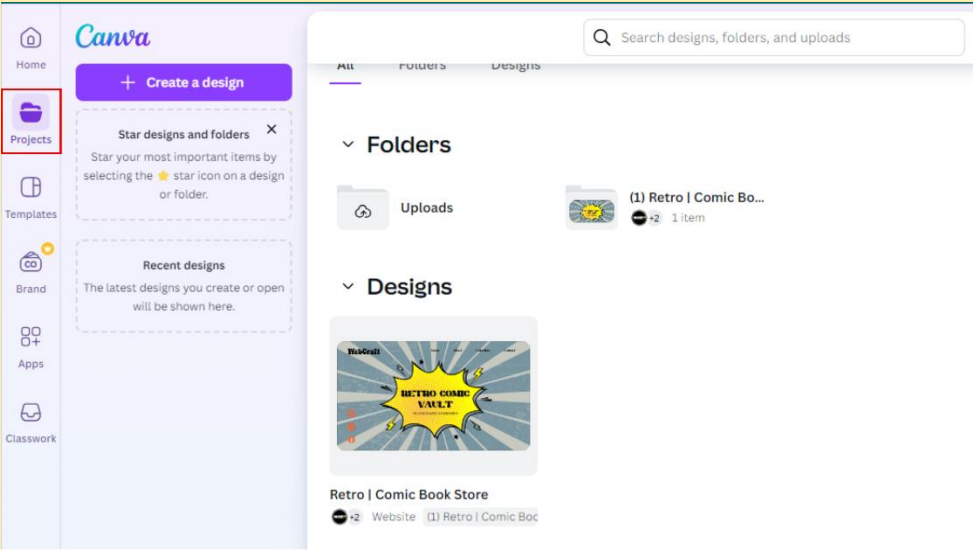 Home
Projects
Templates
Brand
Apps
Classwork
Canva
+ Create a design
Star designs and folders
Star your most important items by
selecting the ⭐ star icon on a design
or folder.
Recent designs
The latest designs you create or open
will be shown here.
Search designs, folders, and uploads
All Folders Designs
Folders
Uploads
(1) Retro | Comic Bo...
+2 1 item
Designs
WebCraft
RETRO COMIC
VAULT
Retro | Comic Book Store
+2 Website (1) Retro | Comic Boo